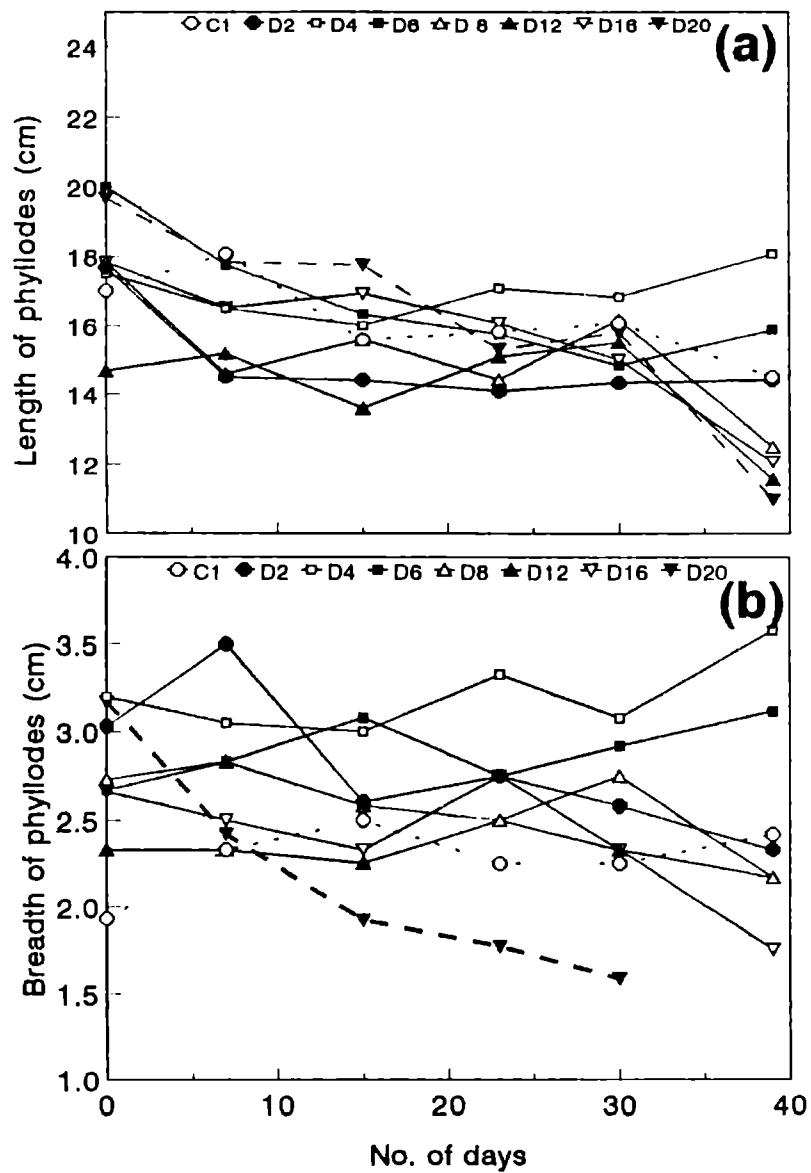 C1 D2 D4 D6 D 8 D12 D16 D20
(a)
24
22
20
18
16
14
12
10
Length of phyllodes (cm)
C1 D2 D4 D6 D8 D12 D16 D20
(b)
4.0
3.5
3.0
2.5
2.0
1.5
1.0
Breadth of phyllodes (cm)
0 10 20 30 40
No. of days